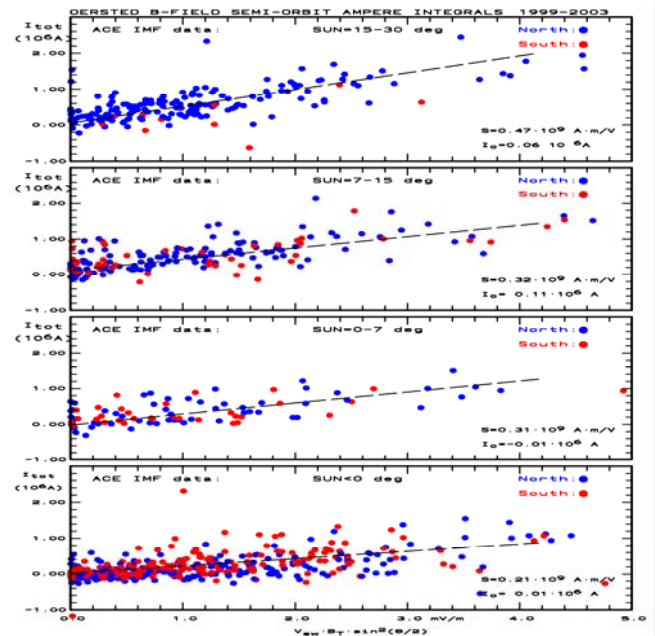 OERSTED B-FIELD SEMI-ORBIT AMPERE INTEGRALS 1999-2003
Itot
(10⁶A)
ACE IMF data: SUN=15-30 deg North:
South:
2.00
1.00
0.00
-1.00
S=0.47·10⁹ A·m/V
I₀=0.06 10⁶A
Itot
(10⁶A)
ACE IMF data: SUN=7-15 deg North:
South:
2.00
1.00
0.00
-1.00
S=0.32·10⁹ A·m/V
I₀= 0.11·10⁶ A
Itot
(10⁶A)
ACE IMF data: SUN=0-7 deg North:
South:
2.00
1.00
0.00
-1.00
S=0.31·10⁹ A·m/V
I₀=-0.01·10⁶ A
Itot
(10⁶A)
ACE IMF data: SUN<0 deg North:
South:
2.00
1.00
0.00
-1.00
S=0.21·10⁹ A·m/V
I₀= 0.01·10⁶ A
0.0 1.0 2.0 3.0 mV/m 4.0 5.0
Vsw·BT·sin²(θ/2)